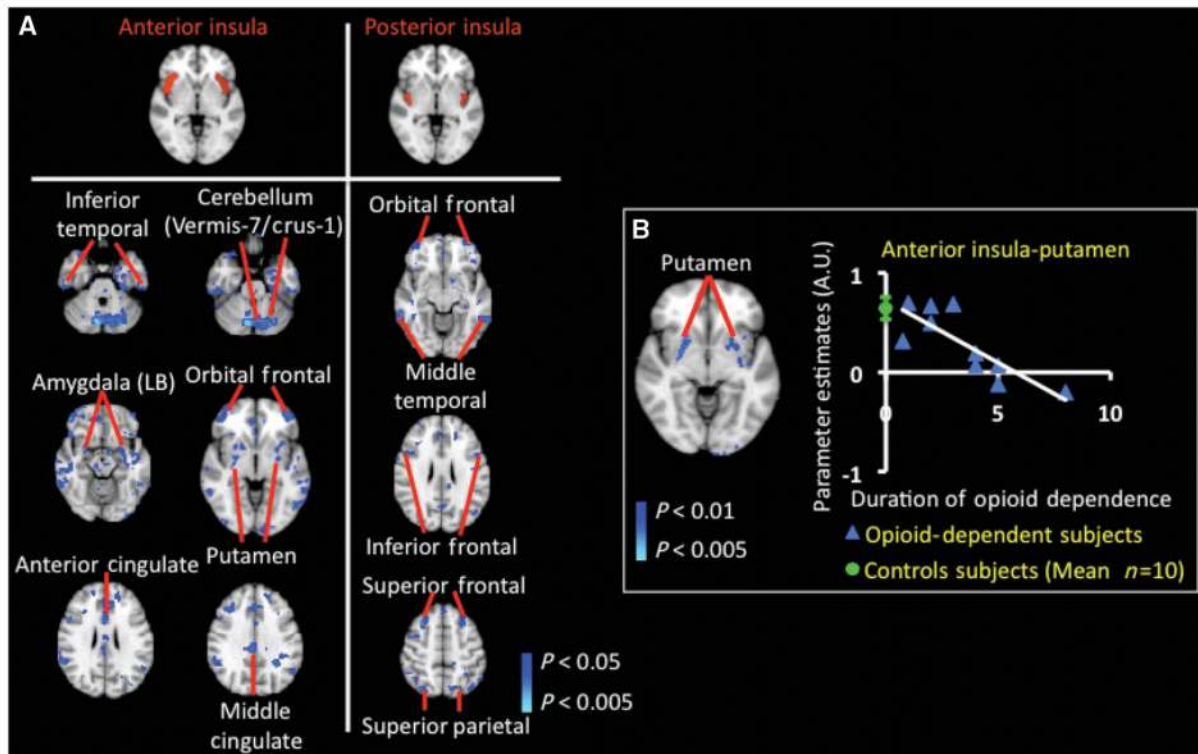 A
Anterior insula
Posterior insula
Inferior
temporal
Cerebellum
(Vermis-7/crus-1)
Orbital frontal
Amygdala (LB)
Orbital frontal
Middle
temporal
Putamen
Inferior frontal
Anterior cingulate
Superior frontal
Middle
cingulate
Superior parietal
P < 0.05
P < 0.005
B
Putamen
P < 0.01
P < 0.005
Anterior insula-putamen
Parameter estimates (A.U.)
1
0
-1
0
5
10
Duration of opioid dependence
Opioid-dependent subjects
Controls subjects (Mean n=10)